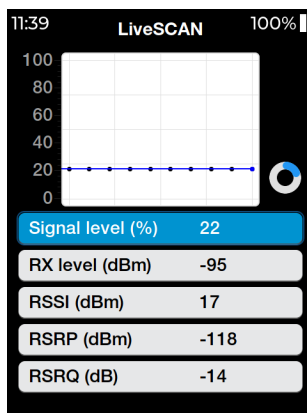 11:39 LiveSCAN 100%
100
80
60
40
20
0
Signal level (%) 22
RX level (dBm) -95
RSSI (dBm) 17
RSRP (dBm) -118
RSRQ (dB) -14